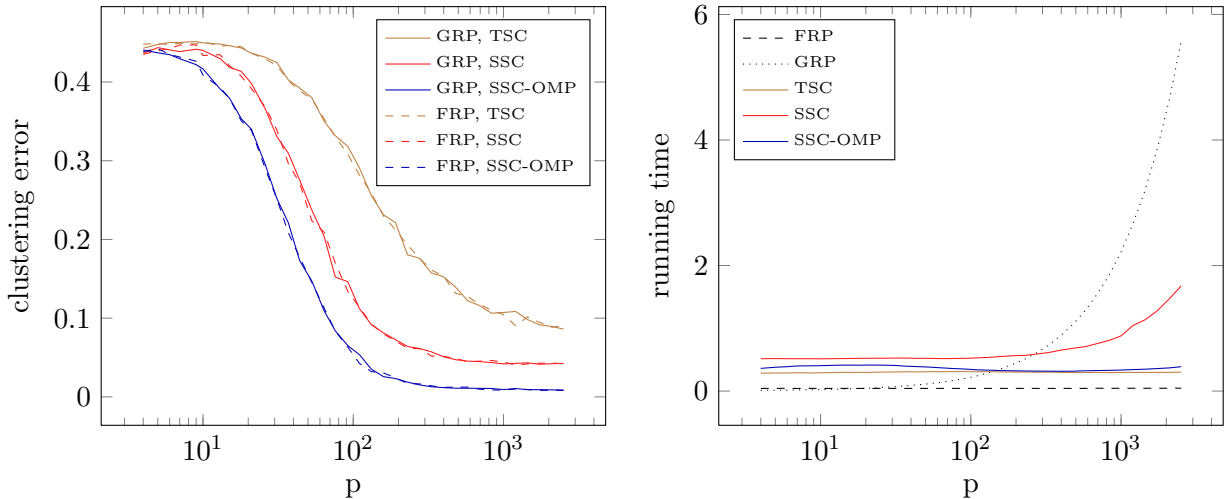 clustering error
0.4
0.3
0.2
0.1
0
GRP, TSC
GRP, SSC
GRP, SSC-OMP
FRP, TSC
FRP, SSC
FRP, SSC-OMP
10^1
10^2
10^3
p
running time
6
4
2
0
FRP
GRP
TSC
SSC
SSC-OMP
10^1
10^2
10^3
p